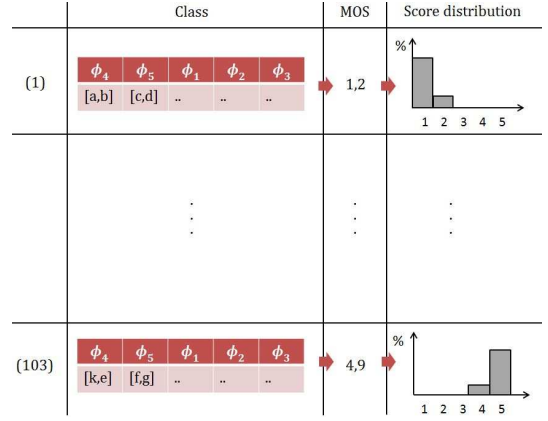 Class MOS Score distribution
(1)
ϕ4 ϕ5 ϕ1 ϕ2 ϕ3
[a,b] [c,d] .. .. ..
1,2
%
1 2 3 4 5
. . .
. . .
. . .
(103)
ϕ4 ϕ5 ϕ1 ϕ2 ϕ3
[k,e] [f,g] .. .. ..
4,9
%
1 2 3 4 5